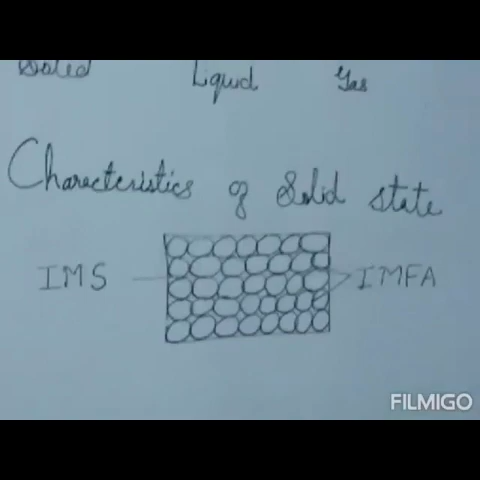 Solid Liquid Gas
Characteristics of Solid state
IMS IMFA
FILMIGO